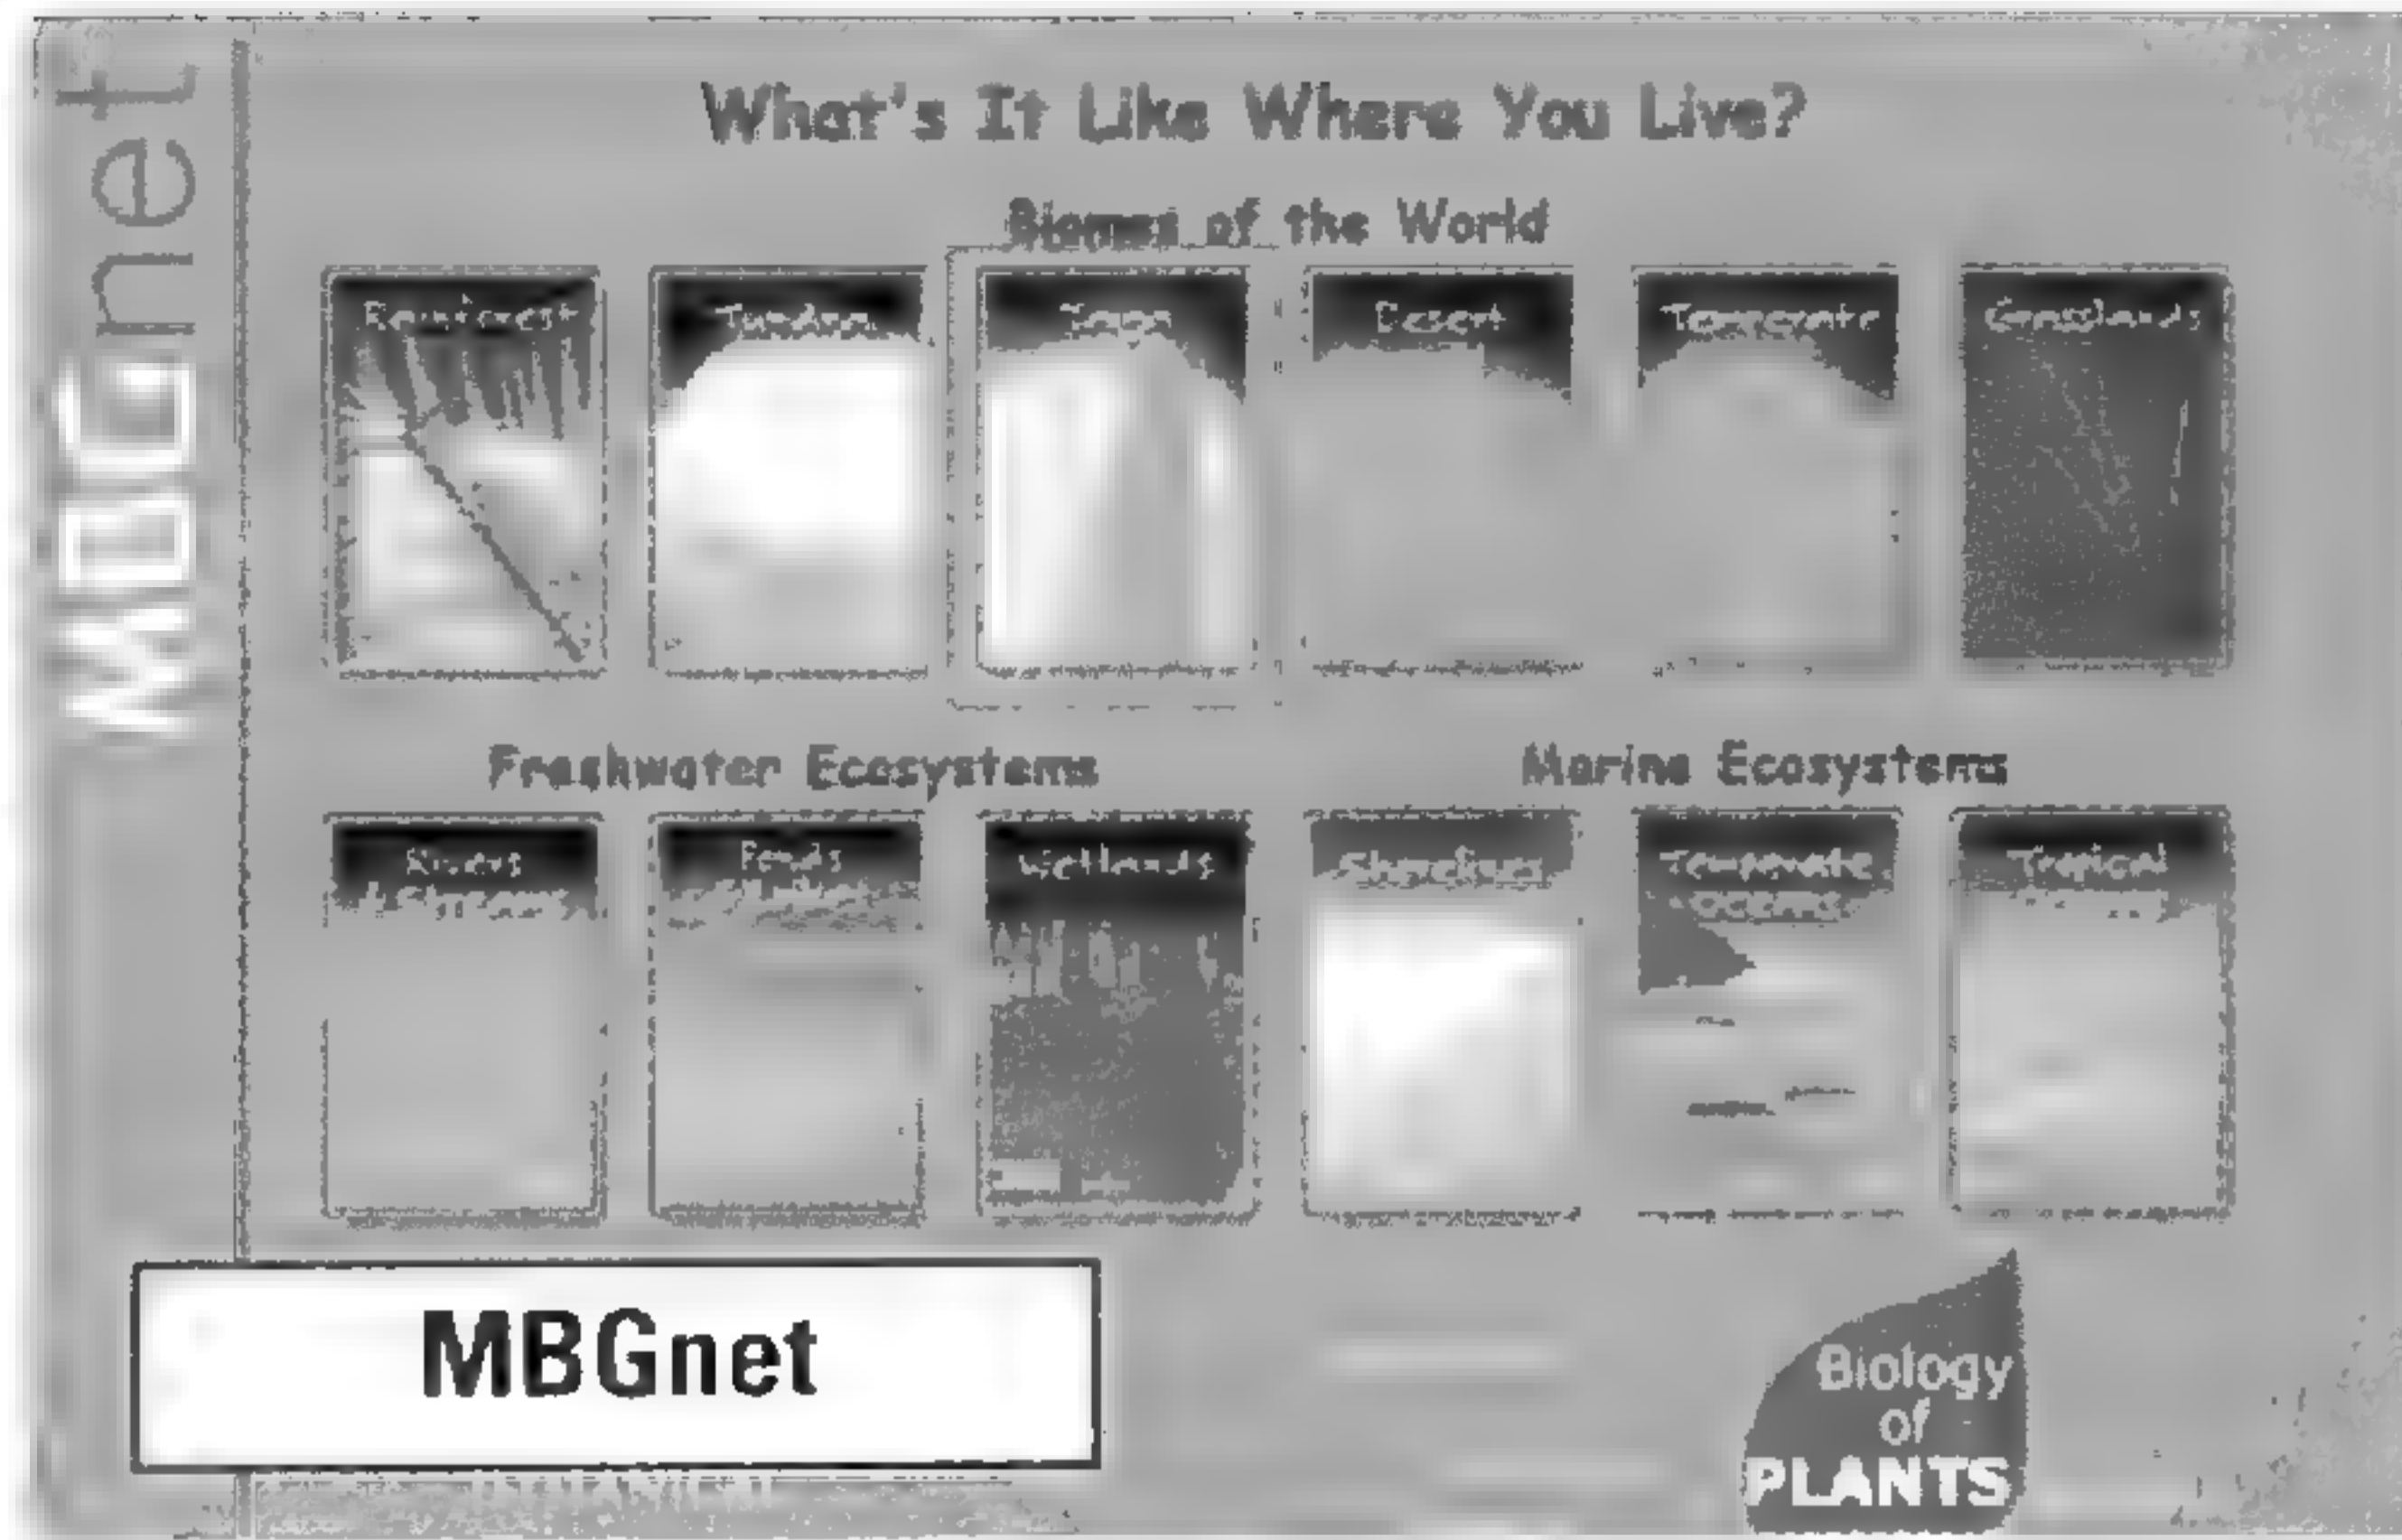 MBGnet
What's It Like Where You Live?
Biomes of the World
Rainforest
Tundra
Taiga
Desert
Temperate
Grasslands
Freshwater Ecosystems
Marine Ecosystems
Rivers
& Streams
Ponds
Wetlands
Shorelines
Temperate
Oceans
Tropical
MBGnet
Biology
of
PLANTS